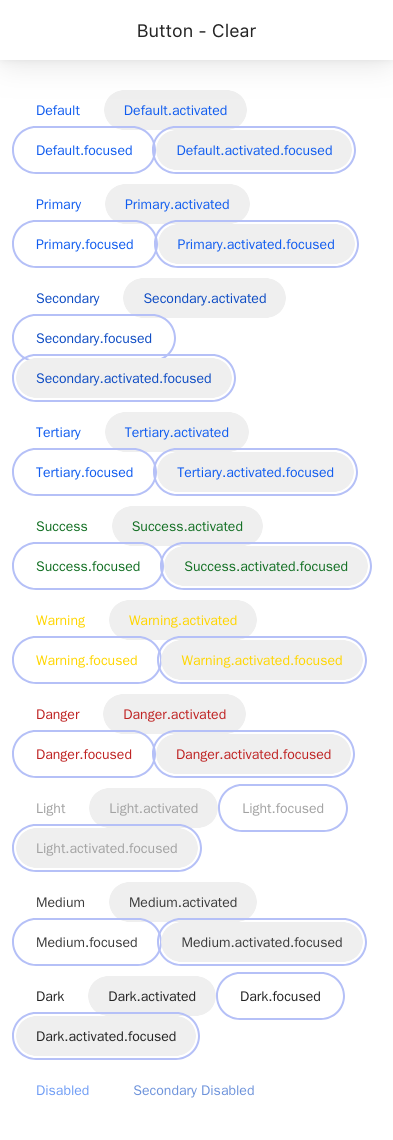 Button - Clear
Default Default.activated
Default.focused Default.activated.focused
Primary Primary.activated
Primary.focused Primary.activated.focused
Secondary Secondary.activated
Secondary.focused
Secondary.activated.focused
Tertiary Tertiary.activated
Tertiary.focused Tertiary.activated.focused
Success Success.activated
Success.focused Success.activated.focused
Warning Warning.activated
Warning.focused Warning.activated.focused
Danger Danger.activated
Danger.focused Danger.activated.focused
Light Light.activated Light.focused
Light.activated.focused
Medium Medium.activated
Medium.focused Medium.activated.focused
Dark Dark.activated Dark.focused
Dark.activated.focused
Disabled Secondary Disabled